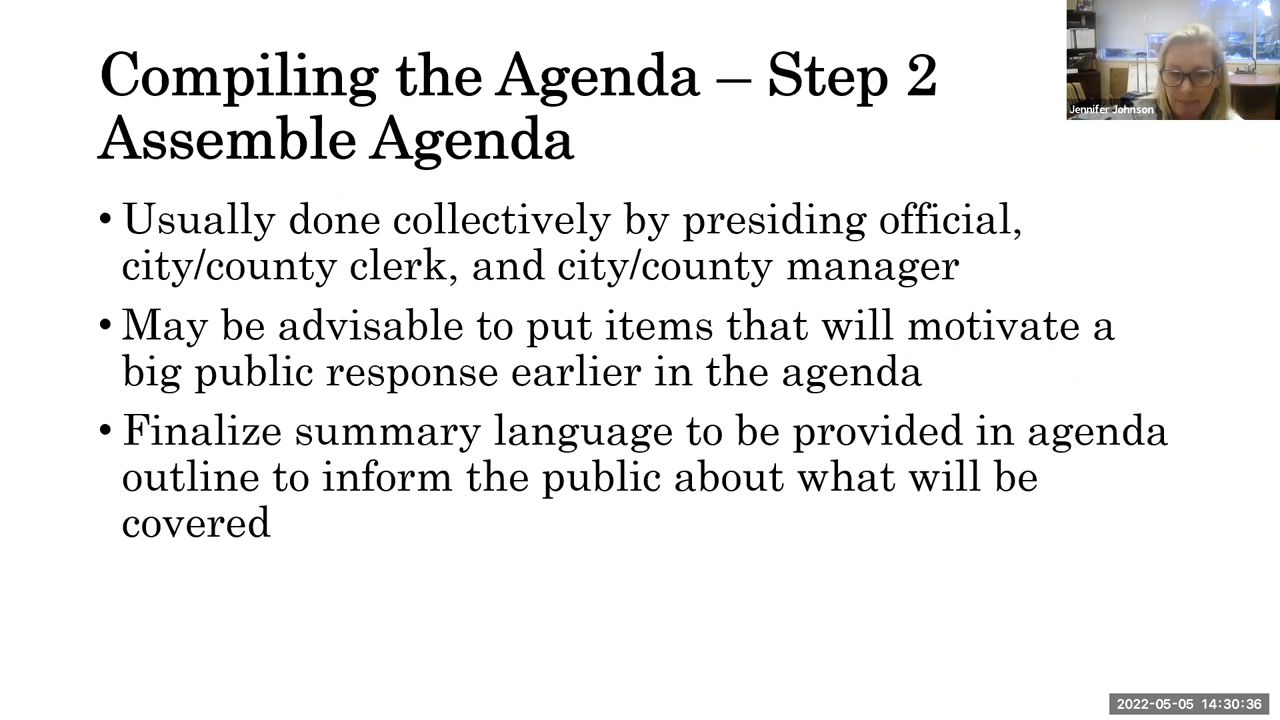 Compiling the Agenda – Step 2
Assemble Agenda
Jennifer Johnson
• Usually done collectively by presiding official,
city/county clerk, and city/county manager
• May be advisable to put items that will motivate a
big public response earlier in the agenda
• Finalize summary language to be provided in agenda
outline to inform the public about what will be
covered
2022-05-05 14:30:36